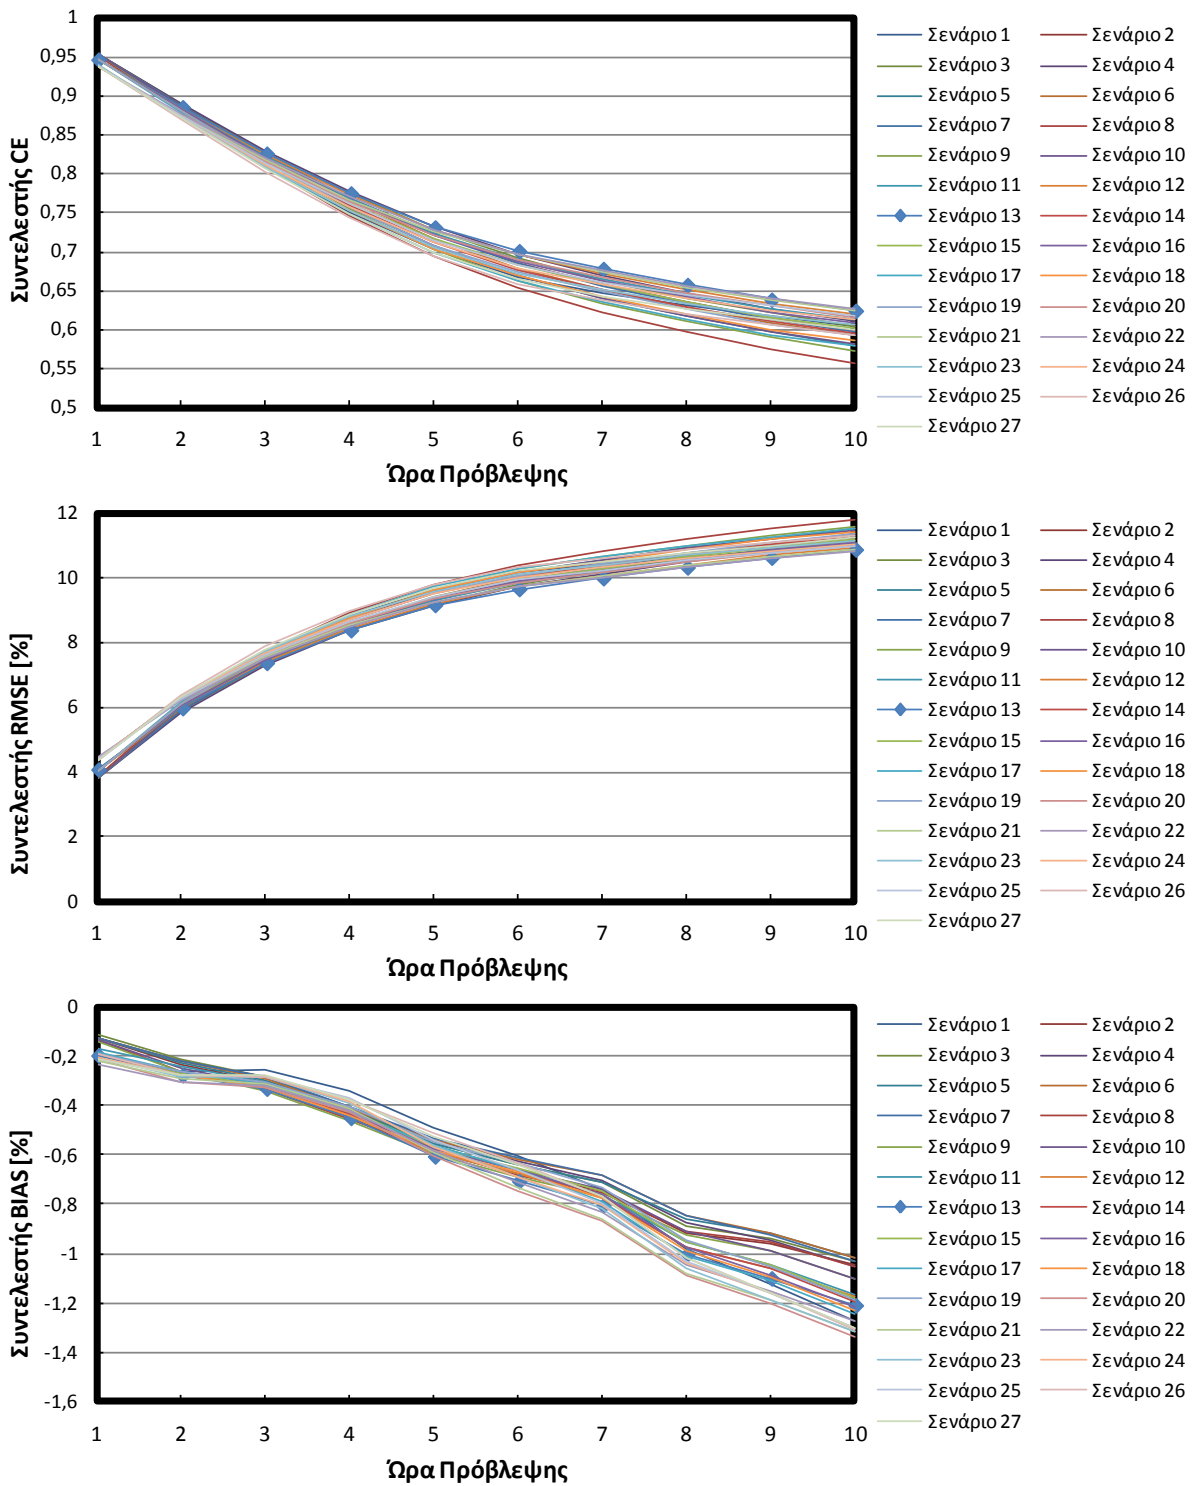 Συντελεστής CE
1
0,95
0,9
0,85
0,8
0,75
0,7
0,65
0,6
0,55
0,5
1 2 3 4 5 6 7 8 9 10
Ώρα Πρόβλεψης
Σενάριο 1 Σενάριο 2
Σενάριο 3 Σενάριο 4
Σενάριο 5 Σενάριο 6
Σενάριο 7 Σενάριο 8
Σενάριο 9 Σενάριο 10
Σενάριο 11 Σενάριο 12
Σενάριο 13 Σενάριο 14
Σενάριο 15 Σενάριο 16
Σενάριο 17 Σενάριο 18
Σενάριο 19 Σενάριο 20
Σενάριο 21 Σενάριο 22
Σενάριο 23 Σενάριο 24
Σενάριο 25 Σενάριο 26
Σενάριο 27
Συντελεστής RMSE [%]
12
10
8
6
4
2
0
1 2 3 4 5 6 7 8 9 10
Ώρα Πρόβλεψης
Σενάριο 1 Σενάριο 2
Σενάριο 3 Σενάριο 4
Σενάριο 5 Σενάριο 6
Σενάριο 7 Σενάριο 8
Σενάριο 9 Σενάριο 10
Σενάριο 11 Σενάριο 12
Σενάριο 13 Σενάριο 14
Σενάριο 15 Σενάριο 16
Σενάριο 17 Σενάριο 18
Σενάριο 19 Σενάριο 20
Σενάριο 21 Σενάριο 22
Σενάριο 23 Σενάριο 24
Σενάριο 25 Σενάριο 26
Σενάριο 27
Συντελεστής BIAS [%]
0
-0,2
-0,4
-0,6
-0,8
-1
-1,2
-1,4
-1,6
1 2 3 4 5 6 7 8 9 10
Ώρα Πρόβλεψης
Σενάριο 1 Σενάριο 2
Σενάριο 3 Σενάριο 4
Σενάριο 5 Σενάριο 6
Σενάριο 7 Σενάριο 8
Σενάριο 9 Σενάριο 10
Σενάριο 11 Σενάριο 12
Σενάριο 13 Σενάριο 14
Σενάριο 15 Σενάριο 16
Σενάριο 17 Σενάριο 18
Σενάριο 19 Σενάριο 20
Σενάριο 21 Σενάριο 22
Σενάριο 23 Σενάριο 24
Σενάριο 25 Σενάριο 26
Σενάριο 27